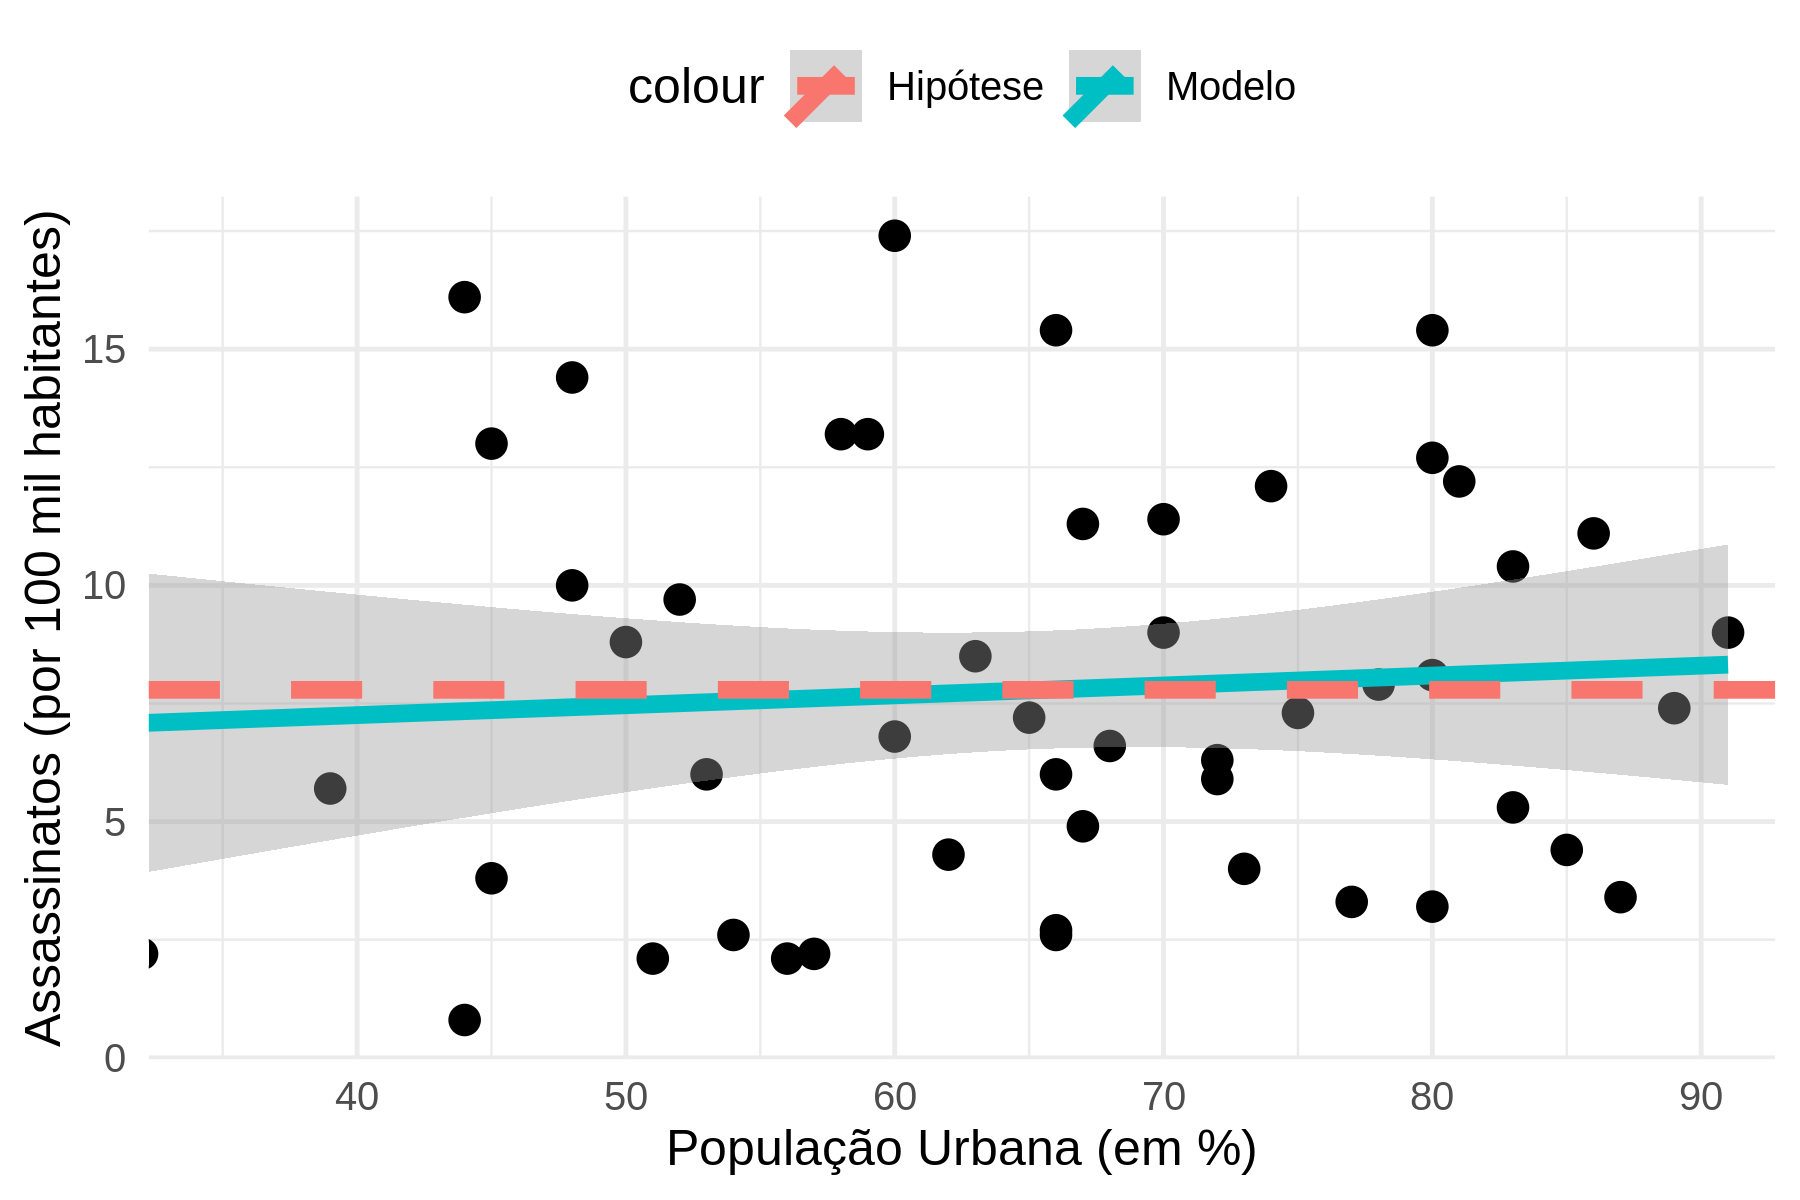 colour Hipótese Modelo
Assassinatos (por 100 mil habitantes)
15
10
5
0
40 50 60 70 80 90
População Urbana (em %)